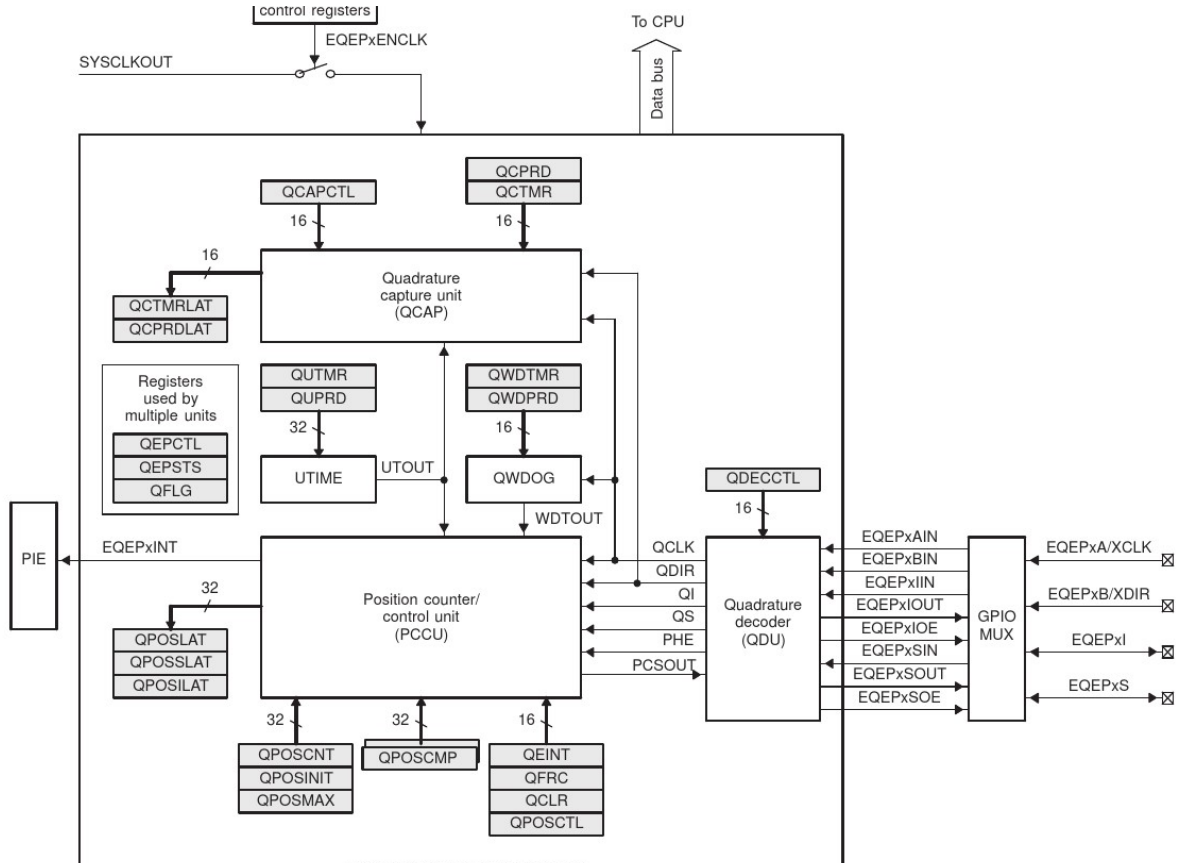 control registers
To CPU
EQEPxENCLK
SYSCLKOUT
Data bus
QCPRD
QCAPCTL
QCTMR
16
16
16
Quadrature
capture unit
(QCAP)
QCTMRLAT
QCPRDLAT
Registers
used by
multiple units
QEPCTL
QEPSTS
QFLG
QUTMR
QUPRD
32
UTIME
UTOUT
QWDTMR
QWDPRD
16
QWDOG
WDTOUT
QDECCTL
16
PIE
EQEPxINT
32
QPOSLAT
QPOSSLAT
QPOSILAT
Position counter/
control unit
(PCCU)
QCLK
QDIR
QI
QS
PHE
PCSOUT
Quadrature
decoder
(QDU)
EQEPxAIN
EQEPxBIN
EQEPxIIN
EQEPxIOUT
EQEPxIOE
EQEPxSIN
EQEPxSOUT
EQEPxSOE
GPIO
MUX
EQEPxA/XCLK
EQEPxB/XDIR
EQEPxI
EQEPxS
32
32
16
QPOSCNT
QPOSINIT
QPOSMAX
QPOSCMP
QEINT
QFRC
QCLR
QPOSCTL